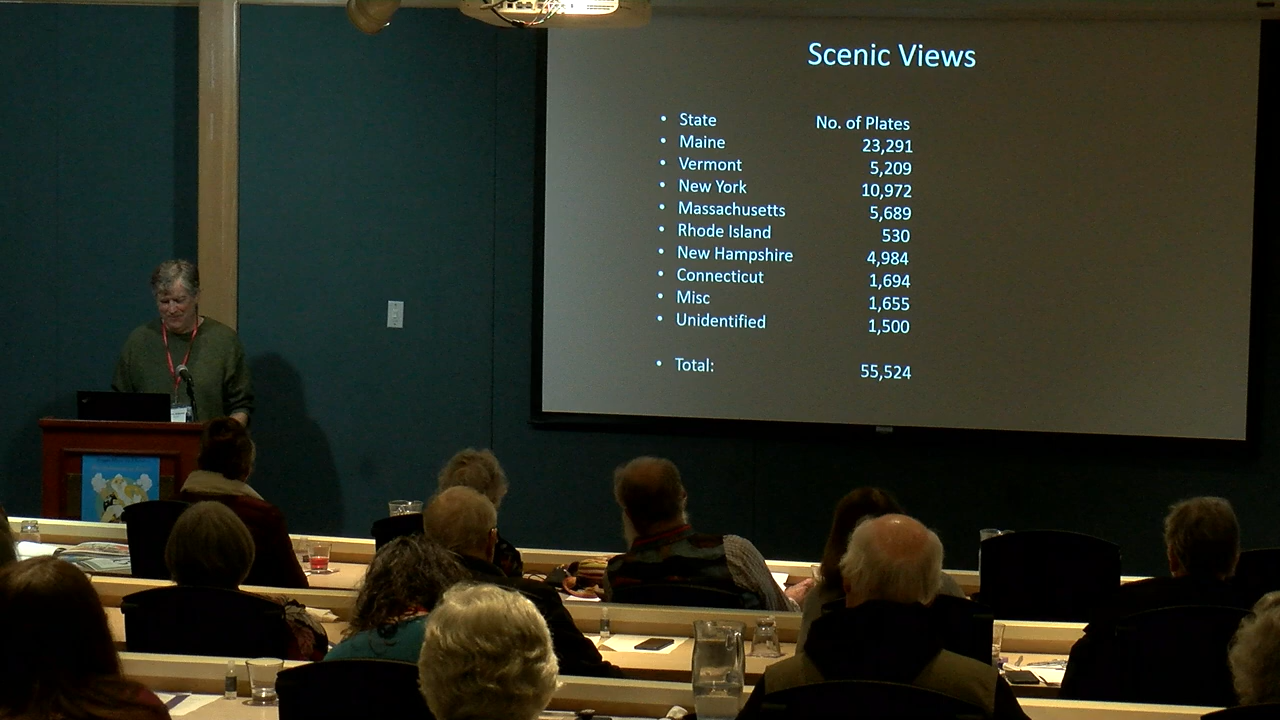 Scenic Views
• State No. of Plates
• Maine 23,291
• Vermont 5,209
• New York 10,972
• Massachusetts 5,689
• Rhode Island 530
• New Hampshire 4,984
• Connecticut 1,694
• Misc 1,655
• Unidentified 1,500
• Total: 55,524